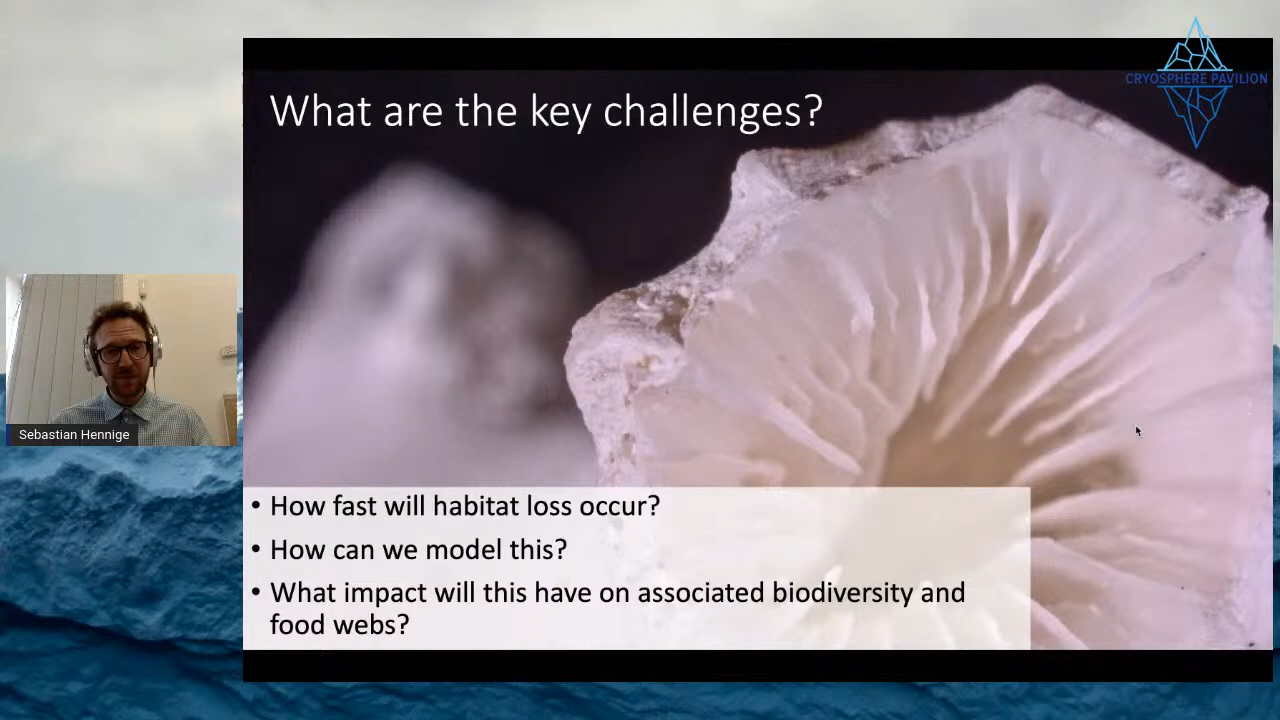 CRYOSPHERE PAVILION
What are the key challenges?
Sebastian Hennige
• How fast will habitat loss occur?
• How can we model this?
• What impact will this have on associated biodiversity and
food webs?